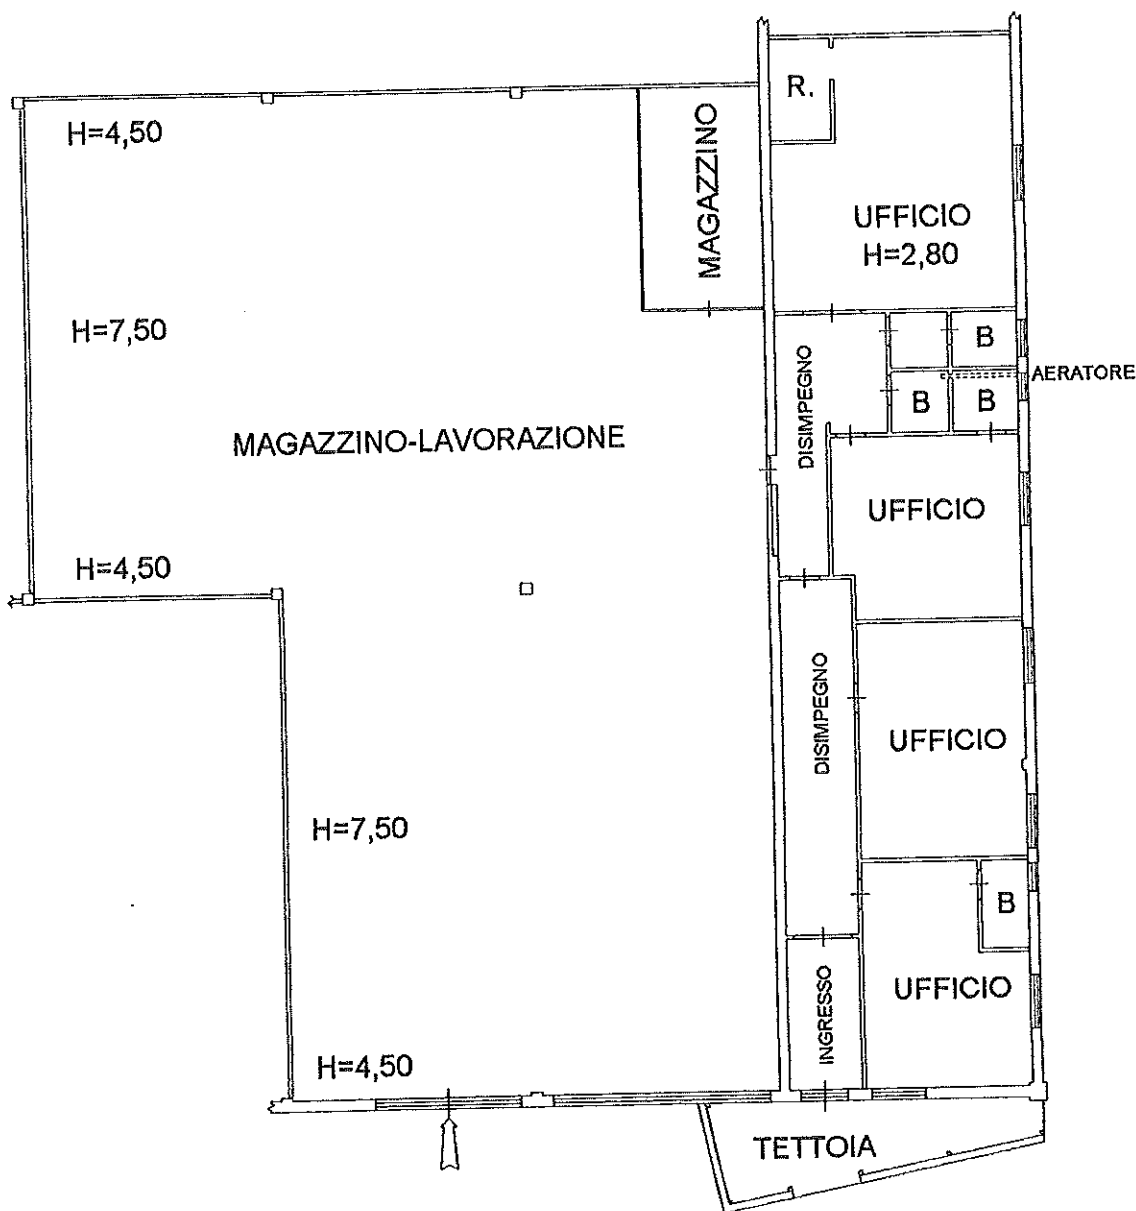 R.
H=4,50
MAGAZZINO
UFFICIO
H=2,80
H=7,50
B
AERATORE
DISIMPEGNO
B
B
MAGAZZINO-LAVORAZIONE
UFFICIO
H=4,50
DISIMPEGNO
UFFICIO
H=7,50
B
UFFICIO
INGRESSO
H=4,50
TETTOIA